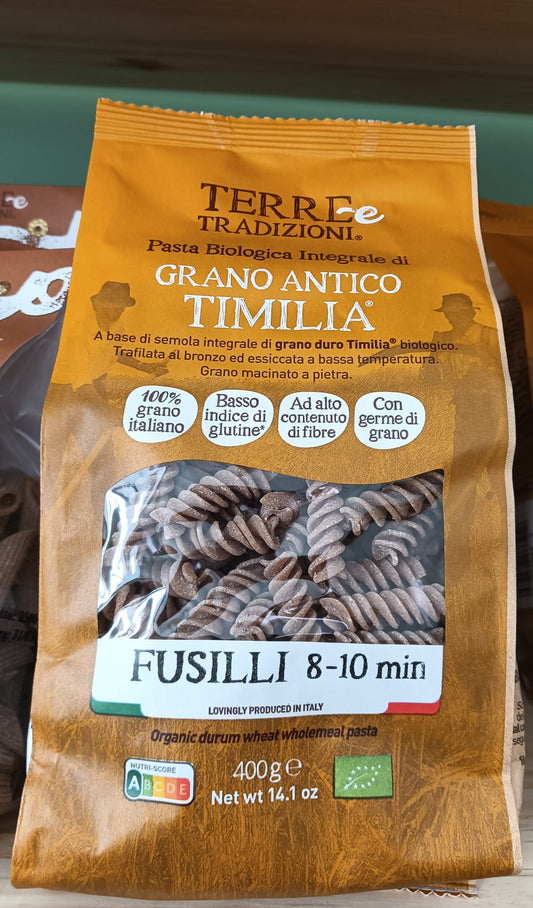 TERRE e
TRADIZIONI®
Pasta Biologica Integrale di
GRANO ANTICO
TIMILIA®
A base di semola integrale di grano duro Timilia® biologico.
Trafilata al bronzo ed essiccata a bassa temperatura.
Grano macinato a pietra.
100%
grano
italiano
Basso
indice di
glutine*
Ad alto
contenuto
di fibre
Con
germe di
grano
FUSILLI 8-10 min
LOVINGLY PRODUCED IN ITALY
Organic durum wheat wholemeal pasta
NUTRI-SCORE
A B C D E
400g e
Net wt 14.1 oz